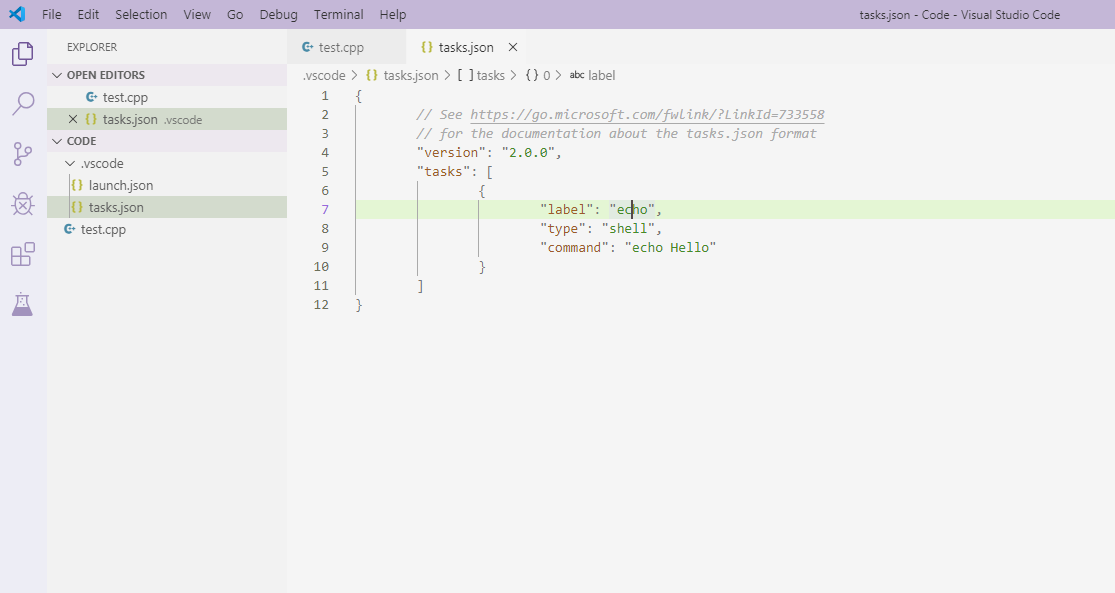 File Edit Selection View Go Debug Terminal Help tasks.json - Code - Visual Studio Code
EXPLORER
OPEN EDITORS
test.cpp
tasks.json .vscode
CODE
.vscode
launch.json
tasks.json
test.cpp
test.cpp {} tasks.json
.vscode > {} tasks.json > [ ] tasks > {} 0 > abc label
1 {
2 // See https://go.microsoft.com/fwlink/?LinkId=733558
3 // for the documentation about the tasks.json format
4 "version": "2.0.0",
5 "tasks": [
6 {
7 "label": "echo",
8 "type": "shell",
9 "command": "echo Hello"
10 }
11 ]
12 }